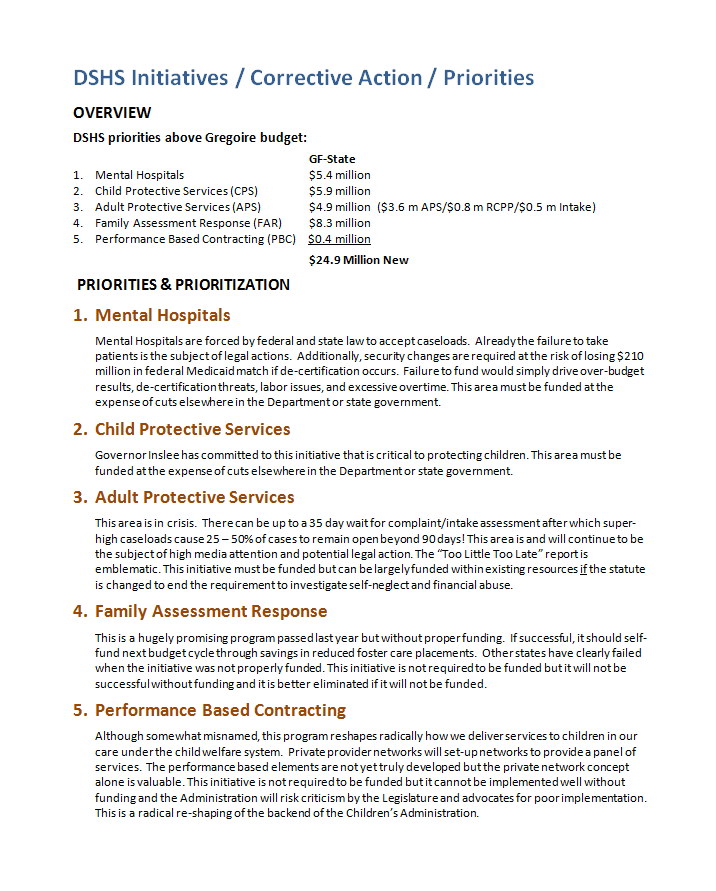 DSHS Initiatives / Corrective Action / Priorities
OVERVIEW
DSHS priorities above Gregoire budget:
GF-State
1. Mental Hospitals $5.4 million
2. Child Protective Services (CPS) $5.9 million
3. Adult Protective Services (APS) $4.9 million ($3.6 m APS/$0.8 m RCPP/$0.5 m Intake)
4. Family Assessment Response (FAR) $8.3 million
5. Performance Based Contracting (PBC) $0.4 million
$24.9 Million New
PRIORITIES & PRIORITIZATION
1. Mental Hospitals
Mental Hospitals are forced by federal and state law to accept caseloads. Already the failure to take
patients is the subject of legal actions. Additionally, security changes are required at the risk of losing $210
million in federal Medicaid match if de-certification occurs. Failure to fund would simply drive over-budget
results, de-certification threats, labor issues, and excessive overtime. This area must be funded at the
expense of cuts elsewhere in the Department or state government.
2. Child Protective Services
Governor Inslee has committed to this initiative that is critical to protecting children. This area must be
funded at the expense of cuts elsewhere in the Department or state government.
3. Adult Protective Services
This area is in crisis. There can be up to a 35 day wait for complaint/intake assessment after which super-
high caseloads cause 25 – 50% of cases to remain open beyond 90 days! This area is and will continue to be
the subject of high media attention and potential legal action. The “Too Little Too Late” report is
emblematic. This initiative must be funded but can be largely funded within existing resources if the statute
is changed to end the requirement to investigate self-neglect and financial abuse.
4. Family Assessment Response
This is a hugely promising program passed last year but without proper funding. If successful, it should self-
fund next budget cycle through savings in reduced foster care placements. Other states have clearly failed
when the initiative was not properly funded. This initiative is not required to be funded but it will not be
successful without funding and it is better eliminated if it will not be funded.
5. Performance Based Contracting
Although somewhat misnamed, this program reshapes radically how we deliver services to children in our
care under the child welfare system. Private provider networks will set-up networks to provide a panel of
services. The performance based elements are not yet truly developed but the private network concept
alone is valuable. This initiative is not required to be funded but it cannot be implemented well without
funding and the Administration will risk criticism by the Legislature and advocates for poor implementation.
This is a radical re-shaping of the backend of the Children’s Administration.